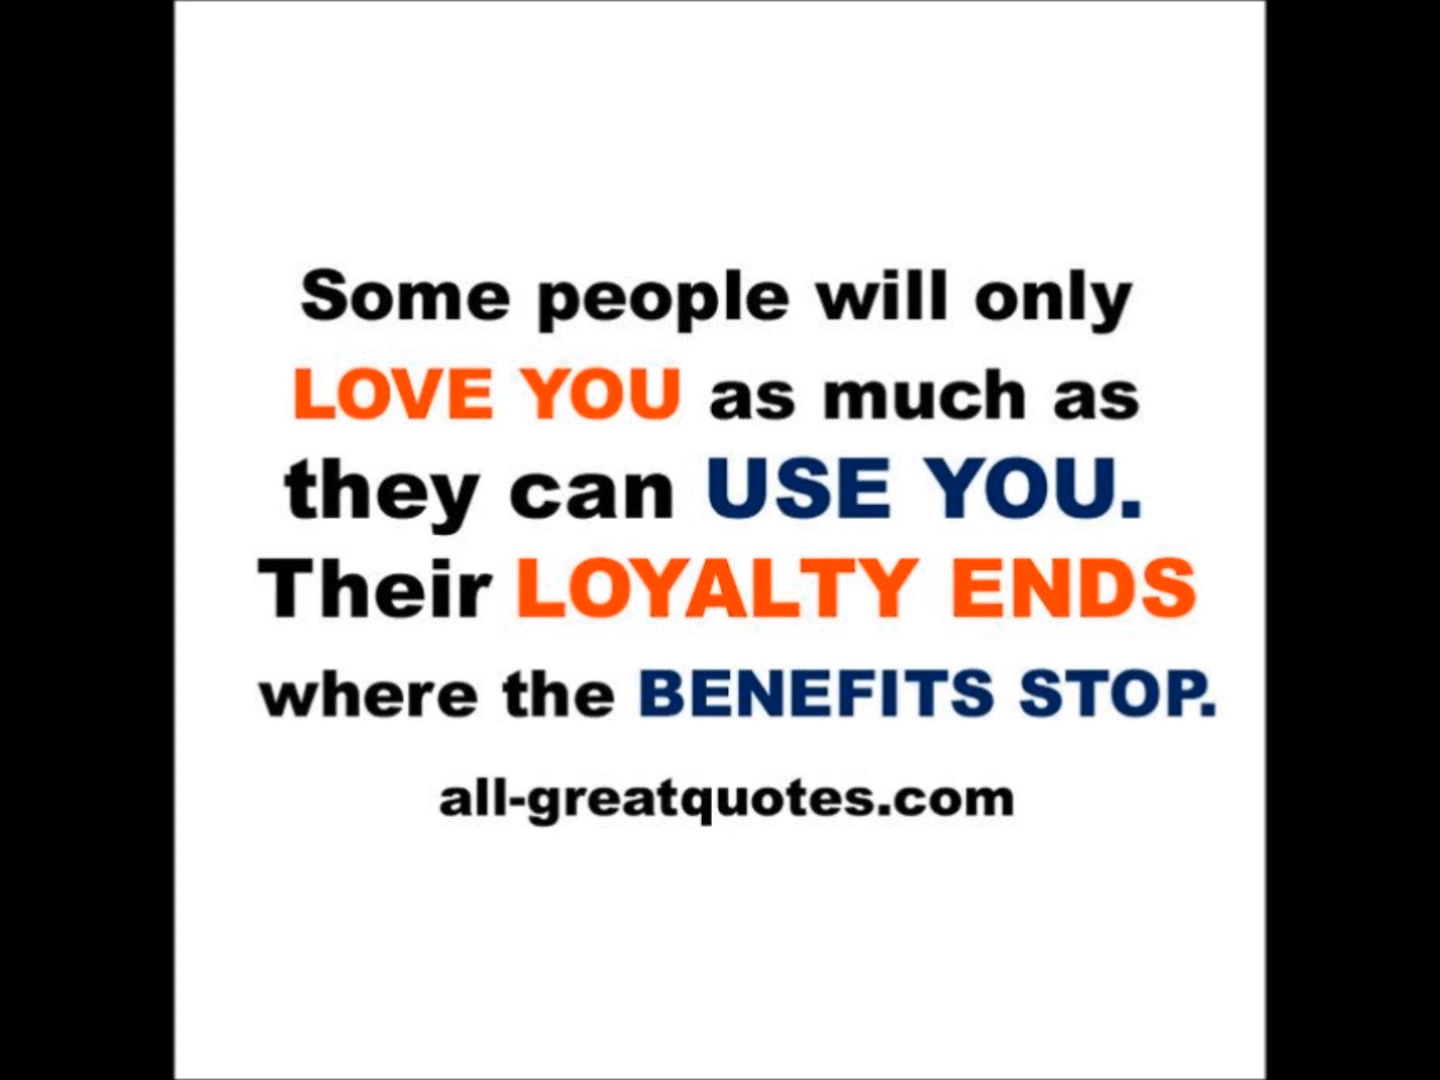 Some people will only
LOVE YOU as much as
they can USE YOU.
Their LOYALTY ENDS
where the BENEFITS STOP.
all-greatquotes.com